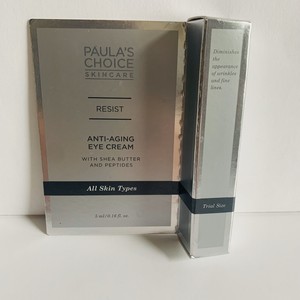 PAULA'S
CHOICE
SKINCARE
RESIST
ANTI-AGING
EYE CREAM
WITH SHEA BUTTER
AND PEPTIDES
All Skin Types
Diminishes
the
appearance
of wrinkles
and fine
lines.
Trial Size